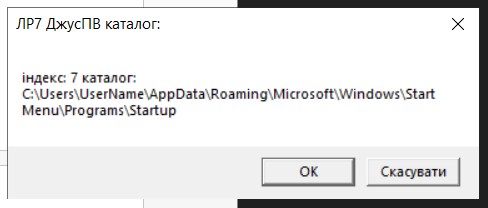 ЛР7 ДжусПВ каталог:
індекс: 7 каталог:
C:\Users\UserName\AppData\Roaming\Microsoft\Windows\Start
Menu\Programs\Startup
OK
Скасувати